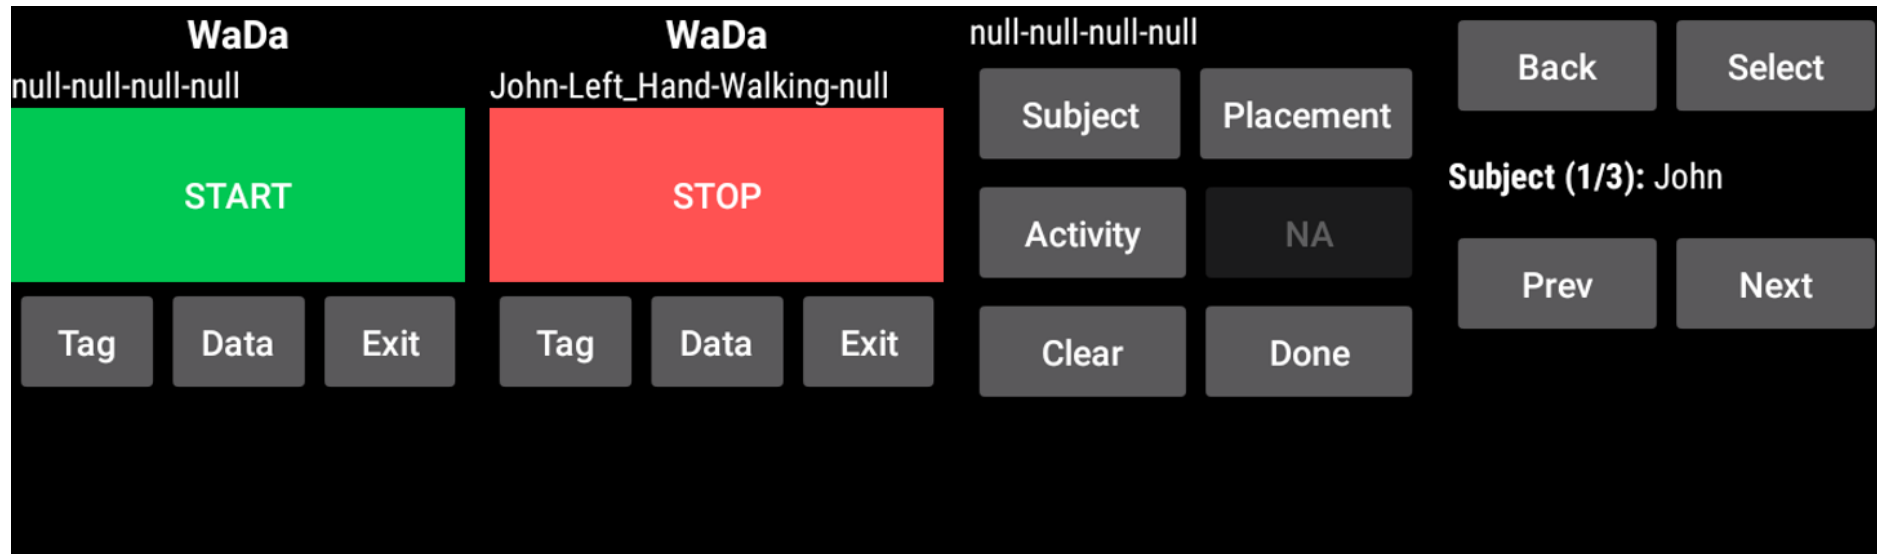 WaDa
null-null-null-null
START
Tag Data Exit
WaDa
John-Left_Hand-Walking-null
STOP
Tag Data Exit
null-null-null-null
Subject Placement
Activity NA
Clear Done
Back Select
Subject (1/3): John
Prev Next